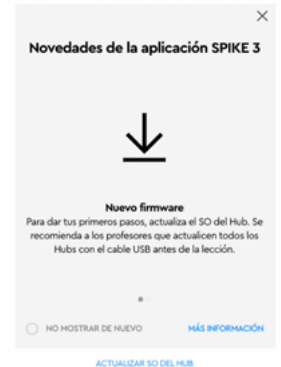 Novedades de la aplicación SPIKE 3
Nuevo firmware
Para dar tus primeros pasos, actualiza el SO del Hub. Se
recomienda a los profesores que actualicen todos los
Hubs con el cable USB antes de la lección.
NO MOSTRAR DE NUEVO
MÁS INFORMACIÓN
ACTUALIZAR SO DEL HUB